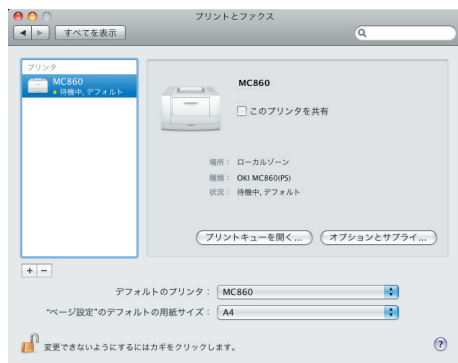 プリントとファクス
すべてを表示
プリンタ
MC860
待機中, デフォルト
MC860
このプリンタを共有
場所： ローカルゾーン
種類： OKI MC860(PS)
状況： 待機中, デフォルト
プリントキューを開く...
オプションとサプライ...
+ −
デフォルトのプリンタ： MC860
"ページ設定"のデフォルトの用紙サイズ： A4
変更できないようにするにはカギをクリックします。
?